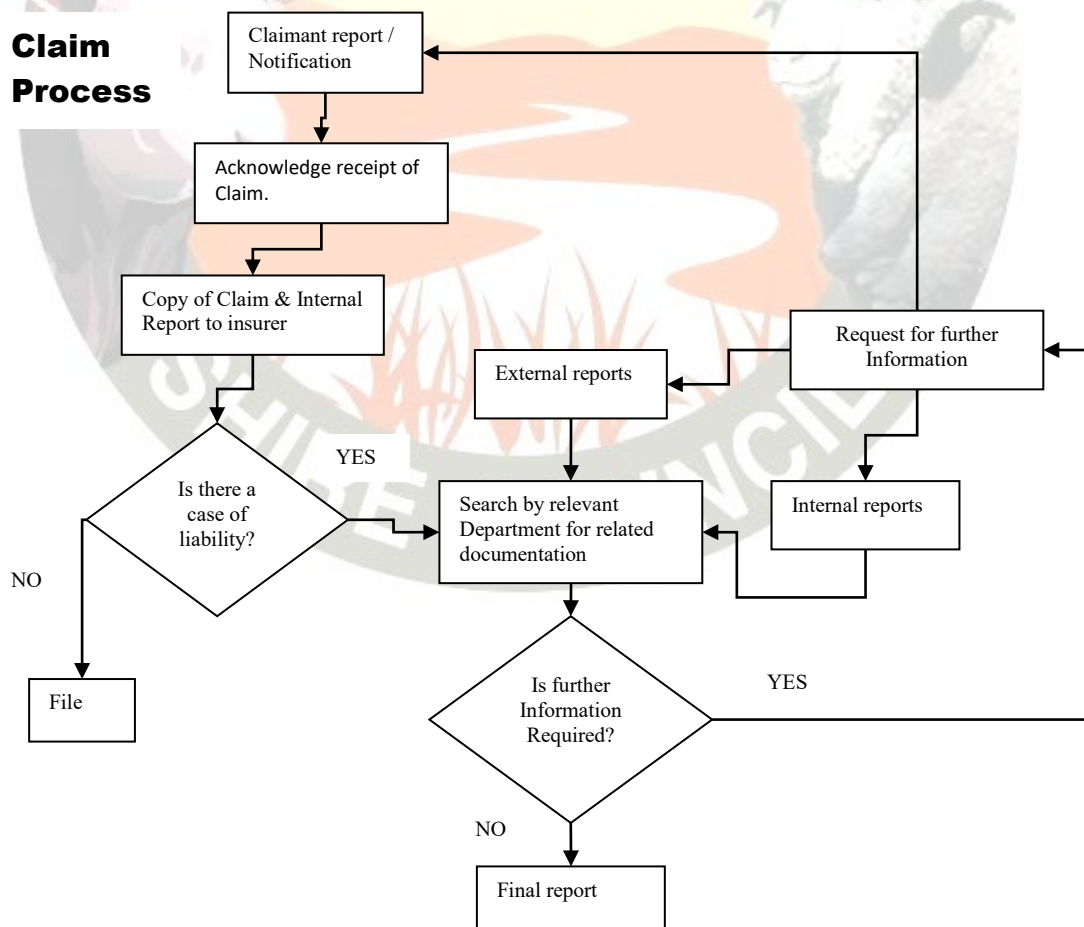 Claim
Process
Claimant report /
Notification
Acknowledge receipt of
Claim.
Copy of Claim & Internal
Report to insurer
Request for further
Information
External reports
YES
Is there a
case of
liability?
Search by relevant
Department for related
documentation
Internal reports
NO
File
Is further
Information
Required?
YES
NO
Final report
SHIRE
NCIL